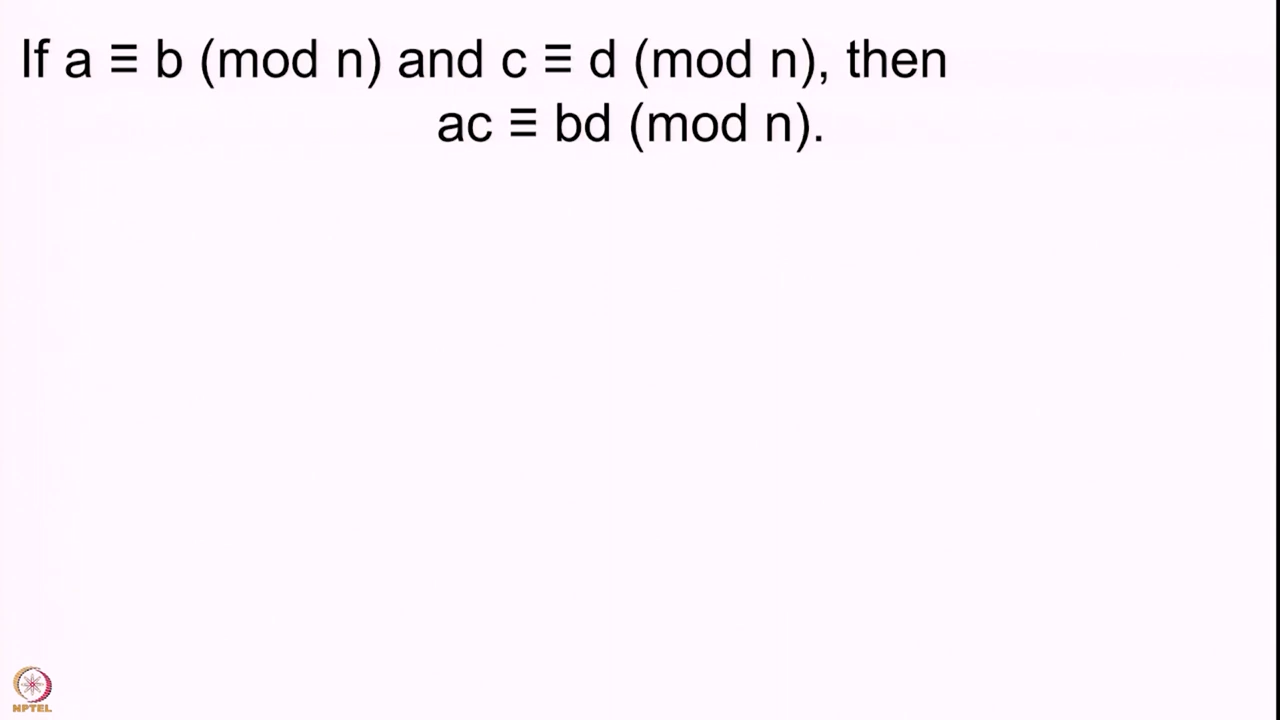 If a ≡ b (mod n) and c ≡ d (mod n), then
ac ≡ bd (mod n).
NPTEL